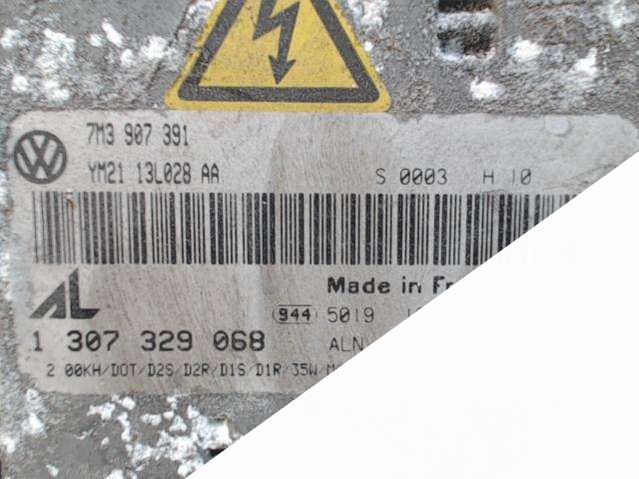 7M3 907 391
YM21 13L028 AA
S 0003 H 10
AL
Made in
944 5019
1 307 329 068
ALN
2 00KH/DOT/D2S/D2R/D1S/D1R/35W/